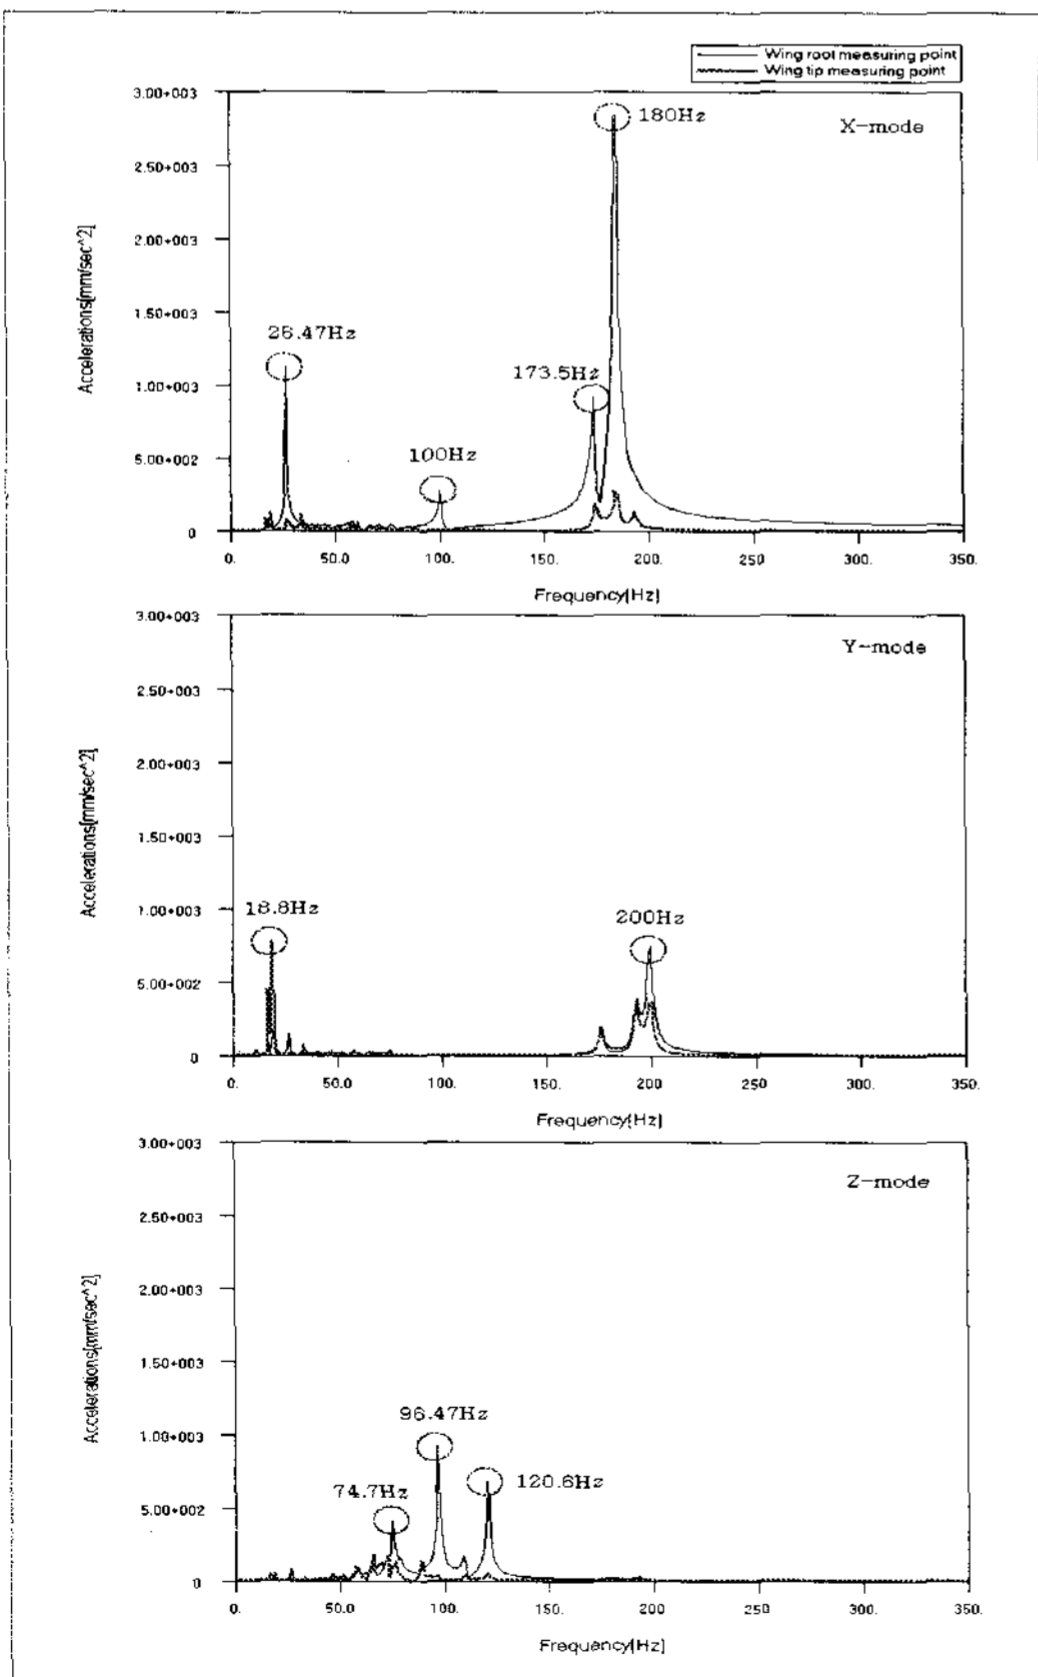 Wing root measuring point
Wing tip measuring point
X-mode
3.00+003
2.50+003
2.00+003
1.50+003
1.00+003
5.00+002
0
Accelerations[mm/sec^2]
26.47Hz
100Hz
173.5Hz
180Hz
0. 50.0 100. 150. 200. 250. 300. 350.
Frequency[Hz]
Y-mode
3.00+003
2.50+003
2.00+003
1.50+003
1.00+003
5.00+002
0
Accelerations[mm/sec^2]
18.8Hz
200Hz
0. 50.0 100. 150. 200 250 300. 350.
Frequency[Hz]
Z-mode
3.00+003
2.50+003
2.00+003
1.50+003
1.00+003
5.00+002
0
Accelerations[mm/sec^2]
74.7Hz
96.47Hz
120.6Hz
0. 50.0 100. 150. 200 250 300. 350.
Frequency[Hz]